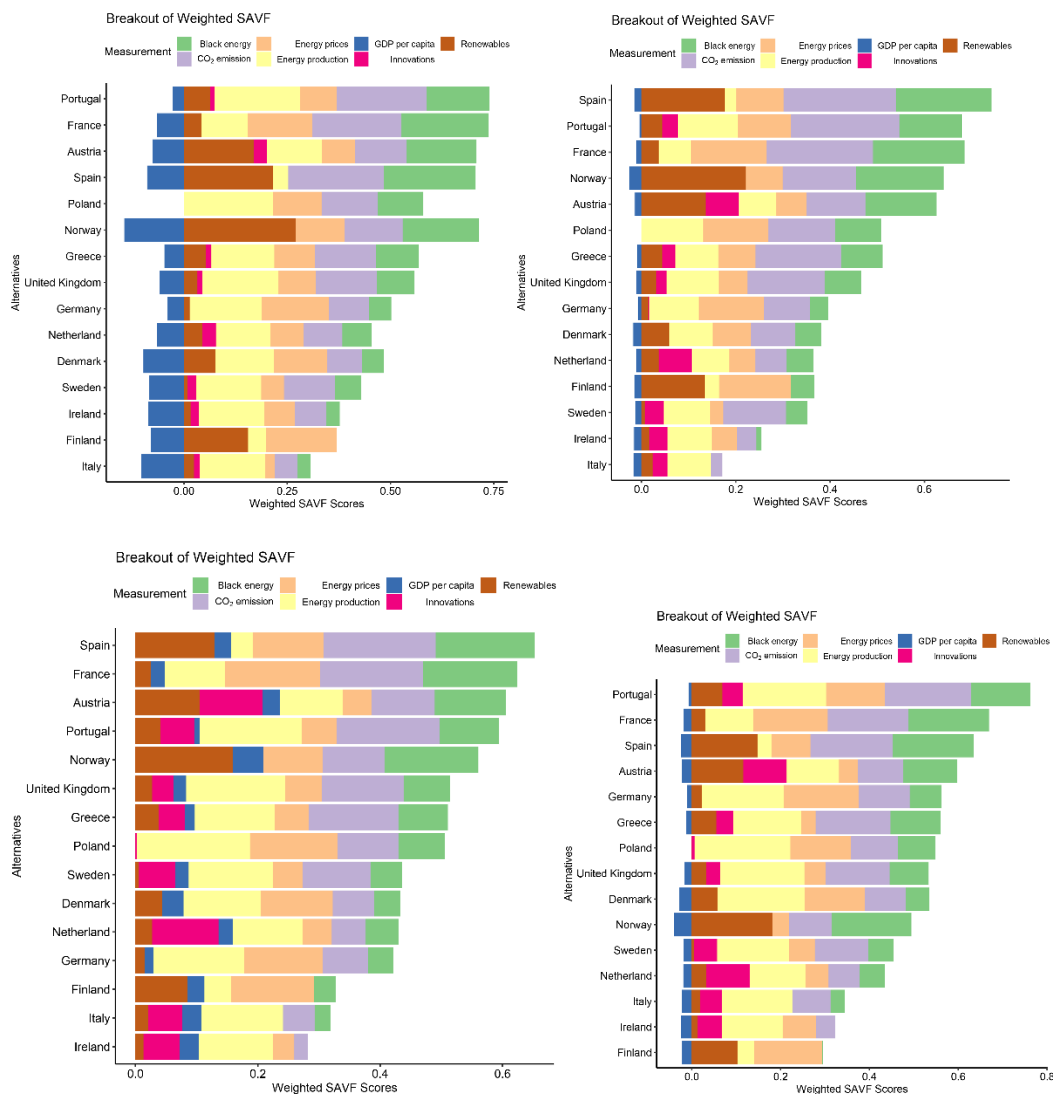 Breakout of Weighted SAVF
Measurement
Black energy Energy prices GDP per capita Renewables
CO₂ emission Energy production Innovations
Alternatives
Portugal
France
Austria
Spain
Poland
Norway
Greece
United Kingdom
Germany
Netherland
Denmark
Sweden
Ireland
Finland
Italy
0.00 0.25 0.50 0.75
Weighted SAVF Scores
Breakout of Weighted SAVF
Measurement
Black energy Energy prices GDP per capita Renewables
CO₂ emission Energy production Innovations
Alternatives
Spain
Portugal
France
Norway
Austria
Poland
Greece
United Kingdom
Germany
Denmark
Netherland
Finland
Sweden
Ireland
Italy
0.0 0.2 0.4 0.6
Weighted SAVF Scores
Breakout of Weighted SAVF
Measurement
Black energy Energy prices GDP per capita Renewables
CO₂ emission Energy production Innovations
Alternatives
Spain
France
Austria
Portugal
Norway
United Kingdom
Greece
Poland
Sweden
Denmark
Netherland
Germany
Finland
Italy
Ireland
0.0 0.2 0.4 0.6
Weighted SAVF Scores
Breakout of Weighted SAVF
Measurement
Black energy Energy prices GDP per capita Renewables
CO₂ emission Energy production Innovations
Alternatives
Portugal
France
Spain
Austria
Germany
Greece
Poland
United Kingdom
Denmark
Norway
Sweden
Netherland
Italy
Ireland
Finland
0.0 0.2 0.4 0.6 0.8
Weighted SAVF Scores